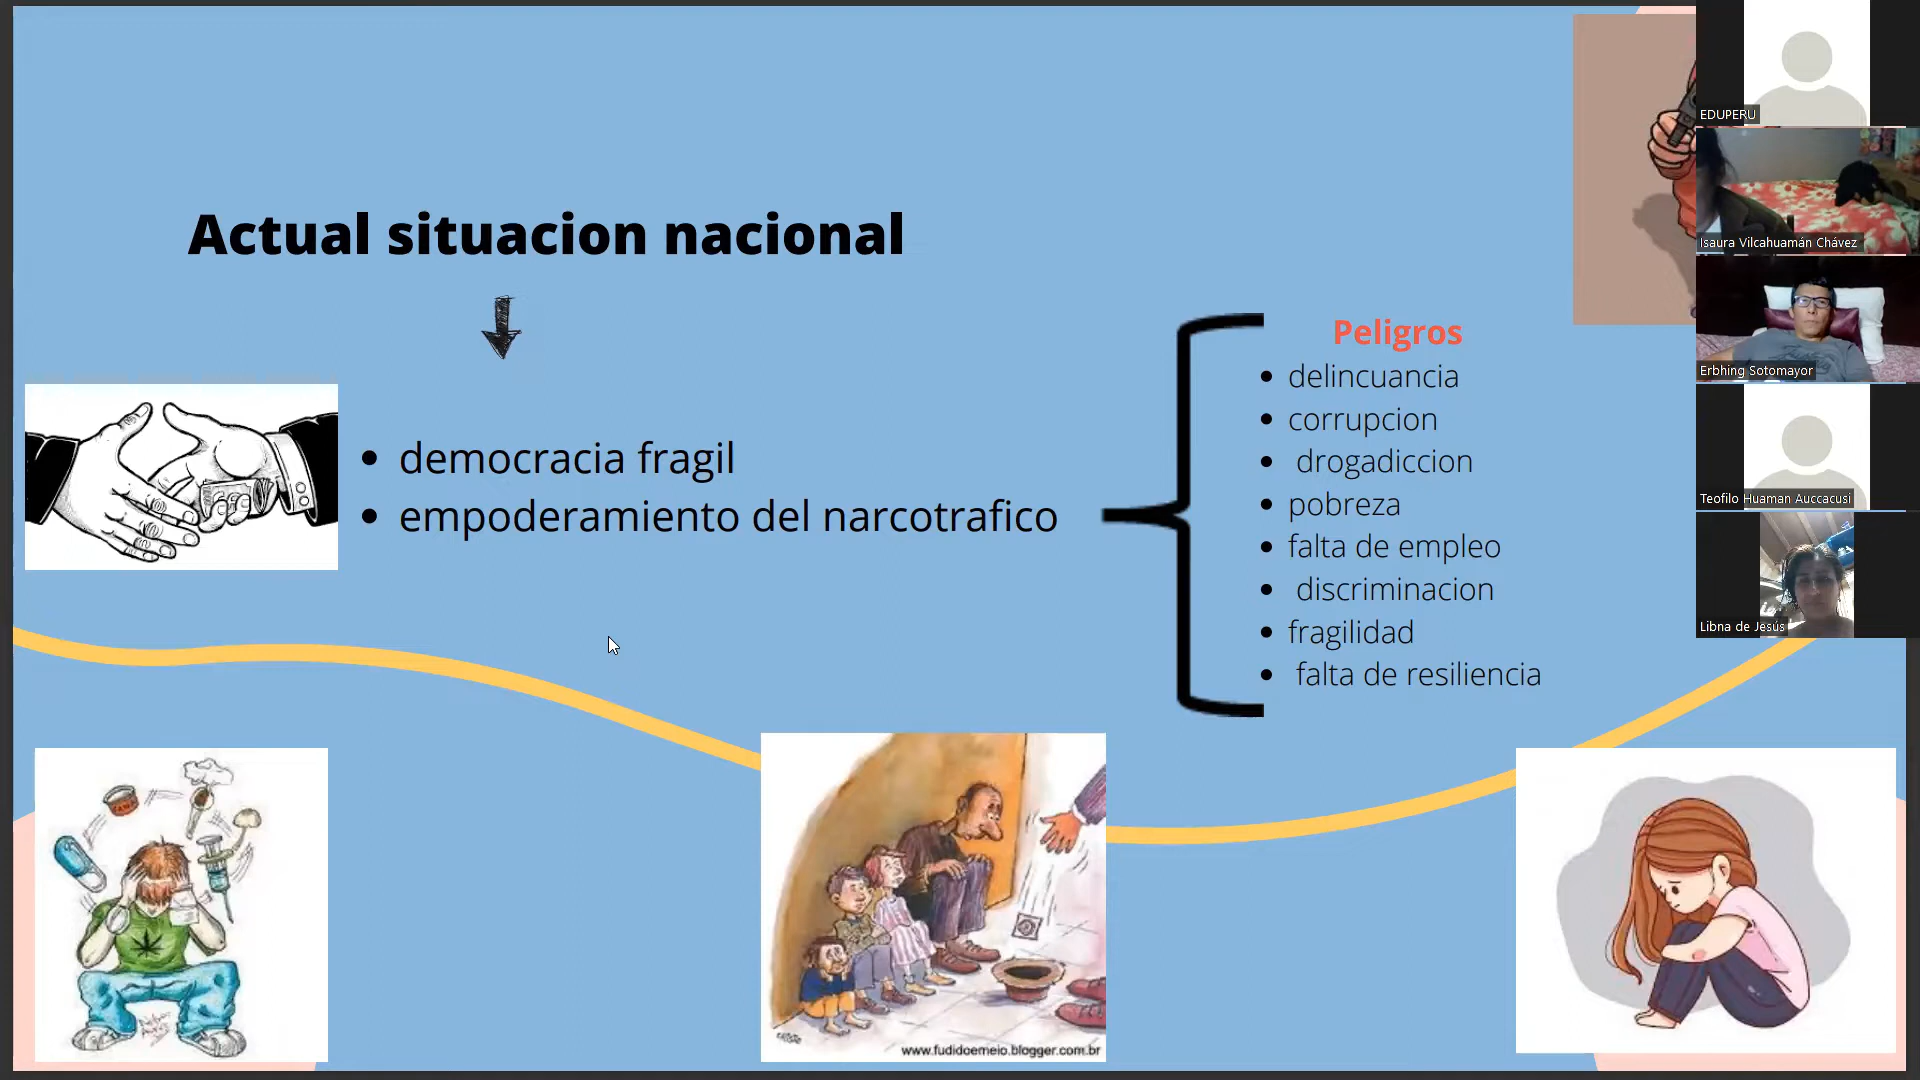 Actual situacion nacional
democracia fragil
empoderamiento del narcotrafico
Peligros
delincuancia
corrupcion
drogadiccion
pobreza
falta de empleo
discriminacion
fragilidad
falta de resiliencia
www.fudidoemeio.blogger.com.br
EDUPERU
Isaura Vilcahuamán Chávez
Erbhing Sotomayor
Teofilo Huaman Auccacusi
Libna de Jesús